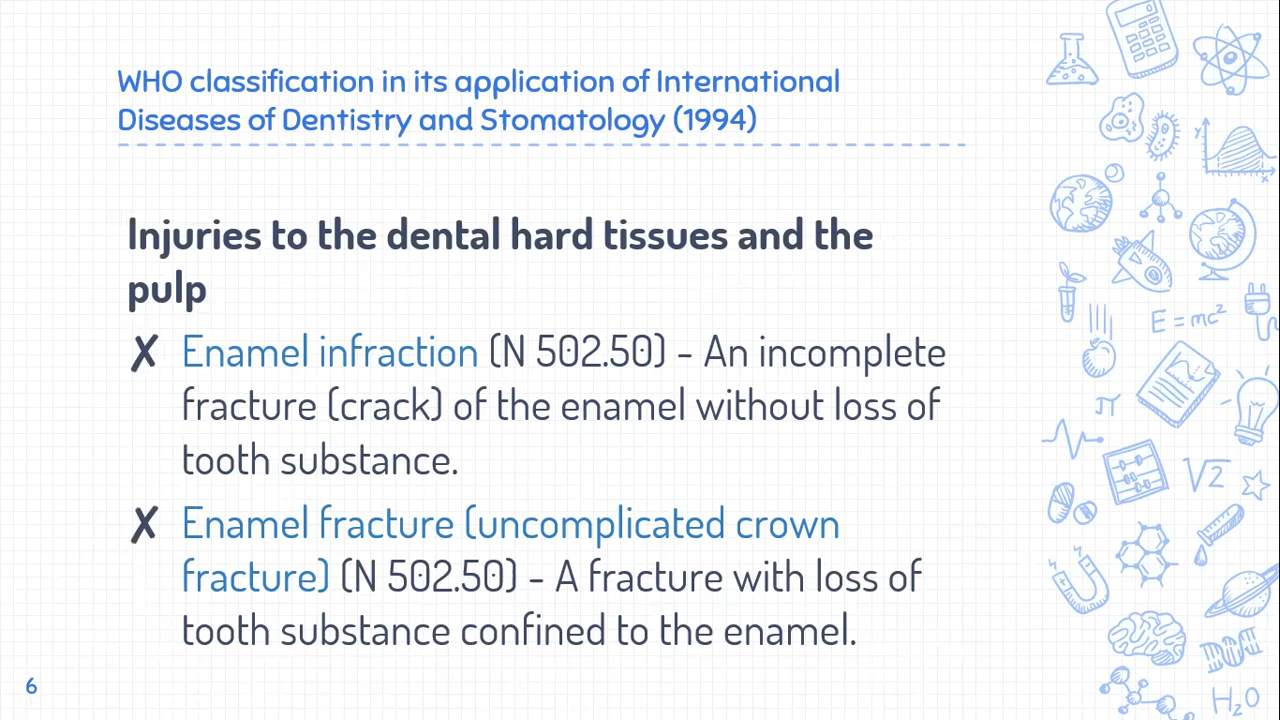 WHO classification in its application of International
Diseases of Dentistry and Stomatology (1994)
Injuries to the dental hard tissues and the
pulp
✘ Enamel infraction (N 502.50) - An incomplete
fracture (crack) of the enamel without loss of
tooth substance.
✘ Enamel fracture (uncomplicated crown
fracture) (N 502.50) - A fracture with loss of
tooth substance confined to the enamel.
6
y
x
E = mc²
π
√2
H₂O